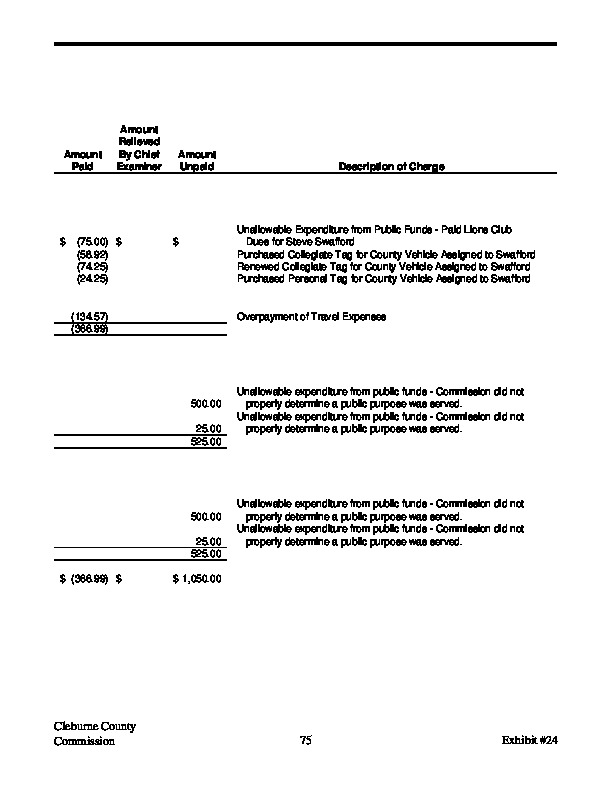 Amount
Relieved
Amount By Chief Amount
Paid Examiner Unpaid Description of Charge
Unallowable Expenditure from Public Funds - Paid Lions Club
$ (75.00) $ $ Dues for Steve Swafford
(58.92) Purchased Collegiate Tag for County Vehicle Assigned to Swafford
(74.25) Renewed Collegiate Tag for County Vehicle Assigned to Swafford
(24.25) Purchased Personal Tag for County Vehicle Assigned to Swafford
(134.57) Overpayment of Travel Expenses
(366.99)
Unallowable expenditure from public funds - Commission did not
500.00 properly determine a public purpose was served.
Unallowable expenditure from public funds - Commission did not
25.00 properly determine a public purpose was served.
525.00
Unallowable expenditure from public funds - Commission did not
500.00 properly determine a public purpose was served.
Unallowable expenditure from public funds - Commission did not
25.00 properly determine a public purpose was served.
525.00
$ (366.99) $ $ 1,050.00
Cleburne County
Commission 75 Exhibit #24